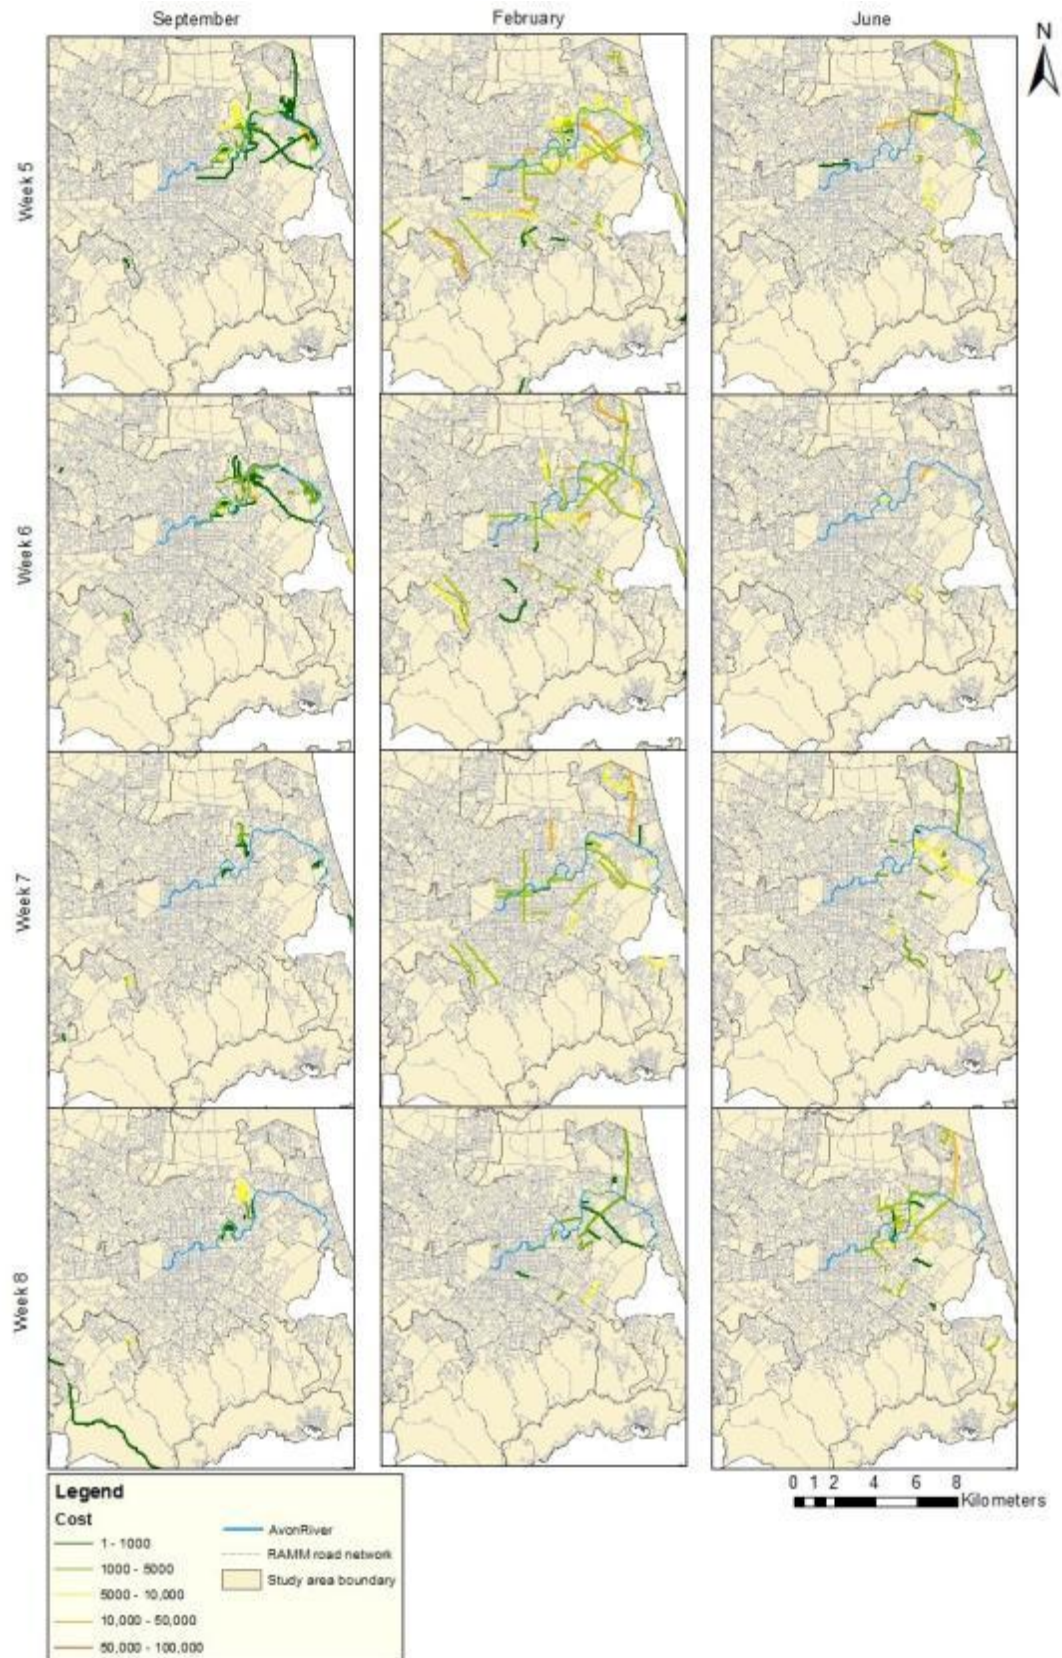 September February June
N
Week 5
Week 6
Week 7
Week 8
0 1 2 4 6 8
Kilometers
Legend
Cost
1 - 1000
1000 - 5000
5000 - 10,000
10,000 - 50,000
50,000 - 100,000
AvonRiver
RAMM road network
Study area boundary